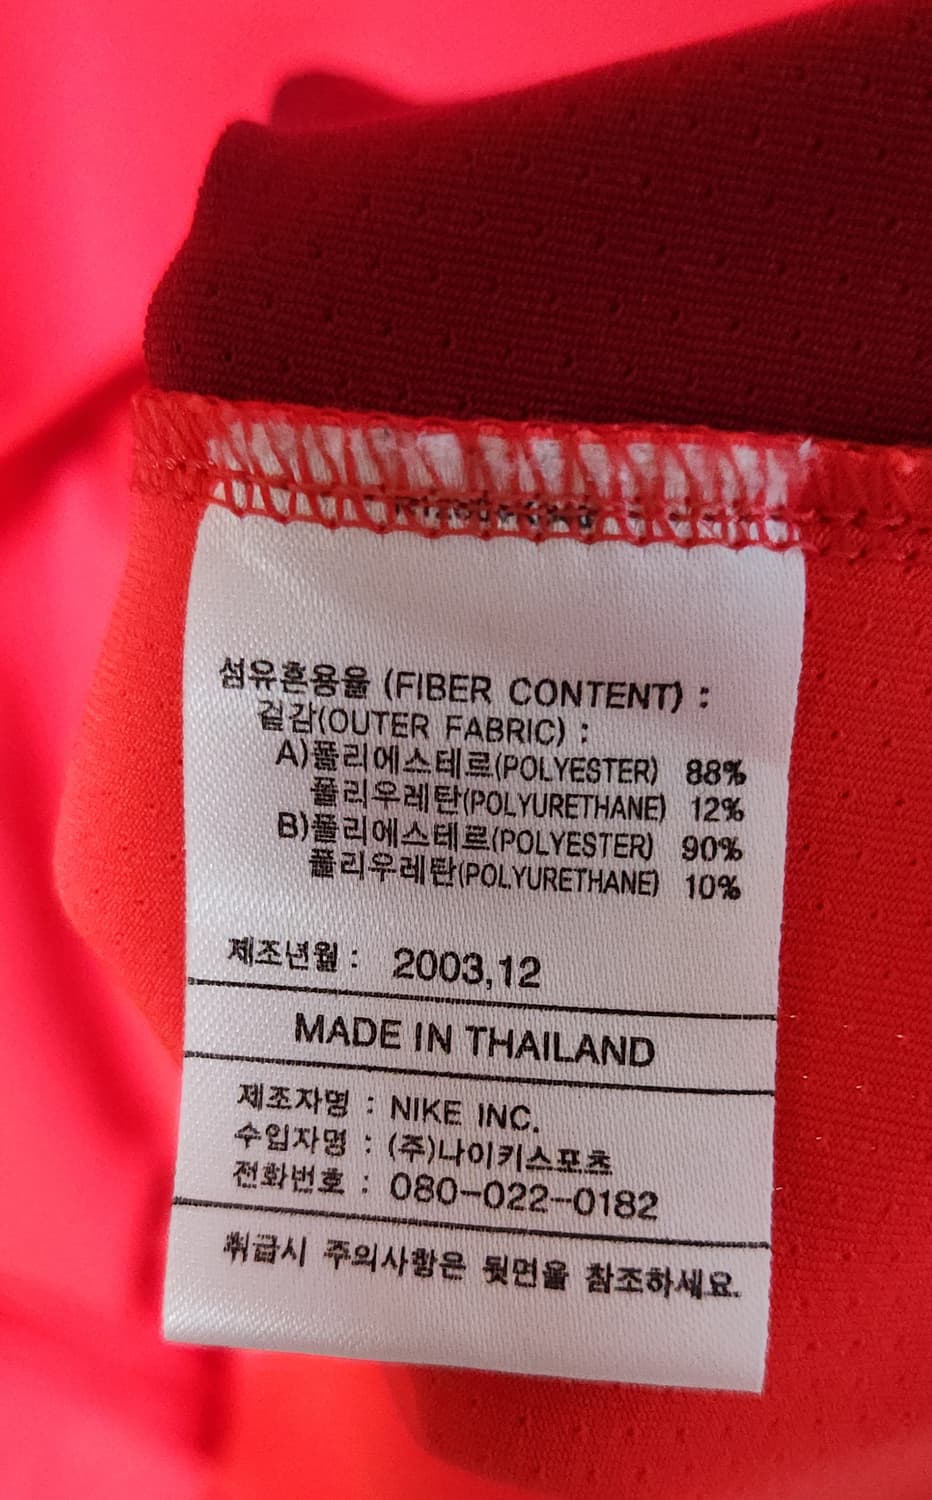 섬유혼용율 (FIBER CONTENT) :
겉감(OUTER FABRIC) :
A)폴리에스테르(POLYESTER) 88%
폴리우레탄(POLYURETHANE) 12%
B)폴리에스테르(POLYESTER) 90%
폴리우레탄(POLYURETHANE) 10%
제조년월 : 2003,12
MADE IN THAILAND
제조자명 : NIKE INC.
수입자명 : (주)나이키스포츠
전화번호 : 080-022-0182
취급시 주의사항은 뒷면을 참조하세요.